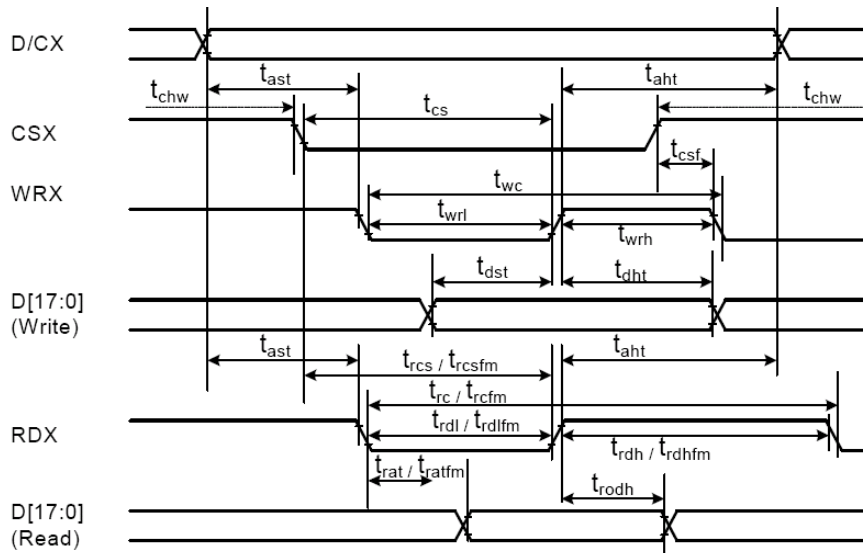 D/CX
t_ast
t_aht
t_chw
t_cs
t_chw
CSX
t_csf
WRX
t_wc
t_wrl
t_wrh
t_dst
t_dht
D[17:0]
(Write)
t_ast
t_rcs / t_rcsfm
t_aht
t_rc / t_rcfm
RDX
t_rdl / t_rdlfm
t_rdh / t_rdhfm
t_rat / t_ratfm
t_rodh
D[17:0]
(Read)